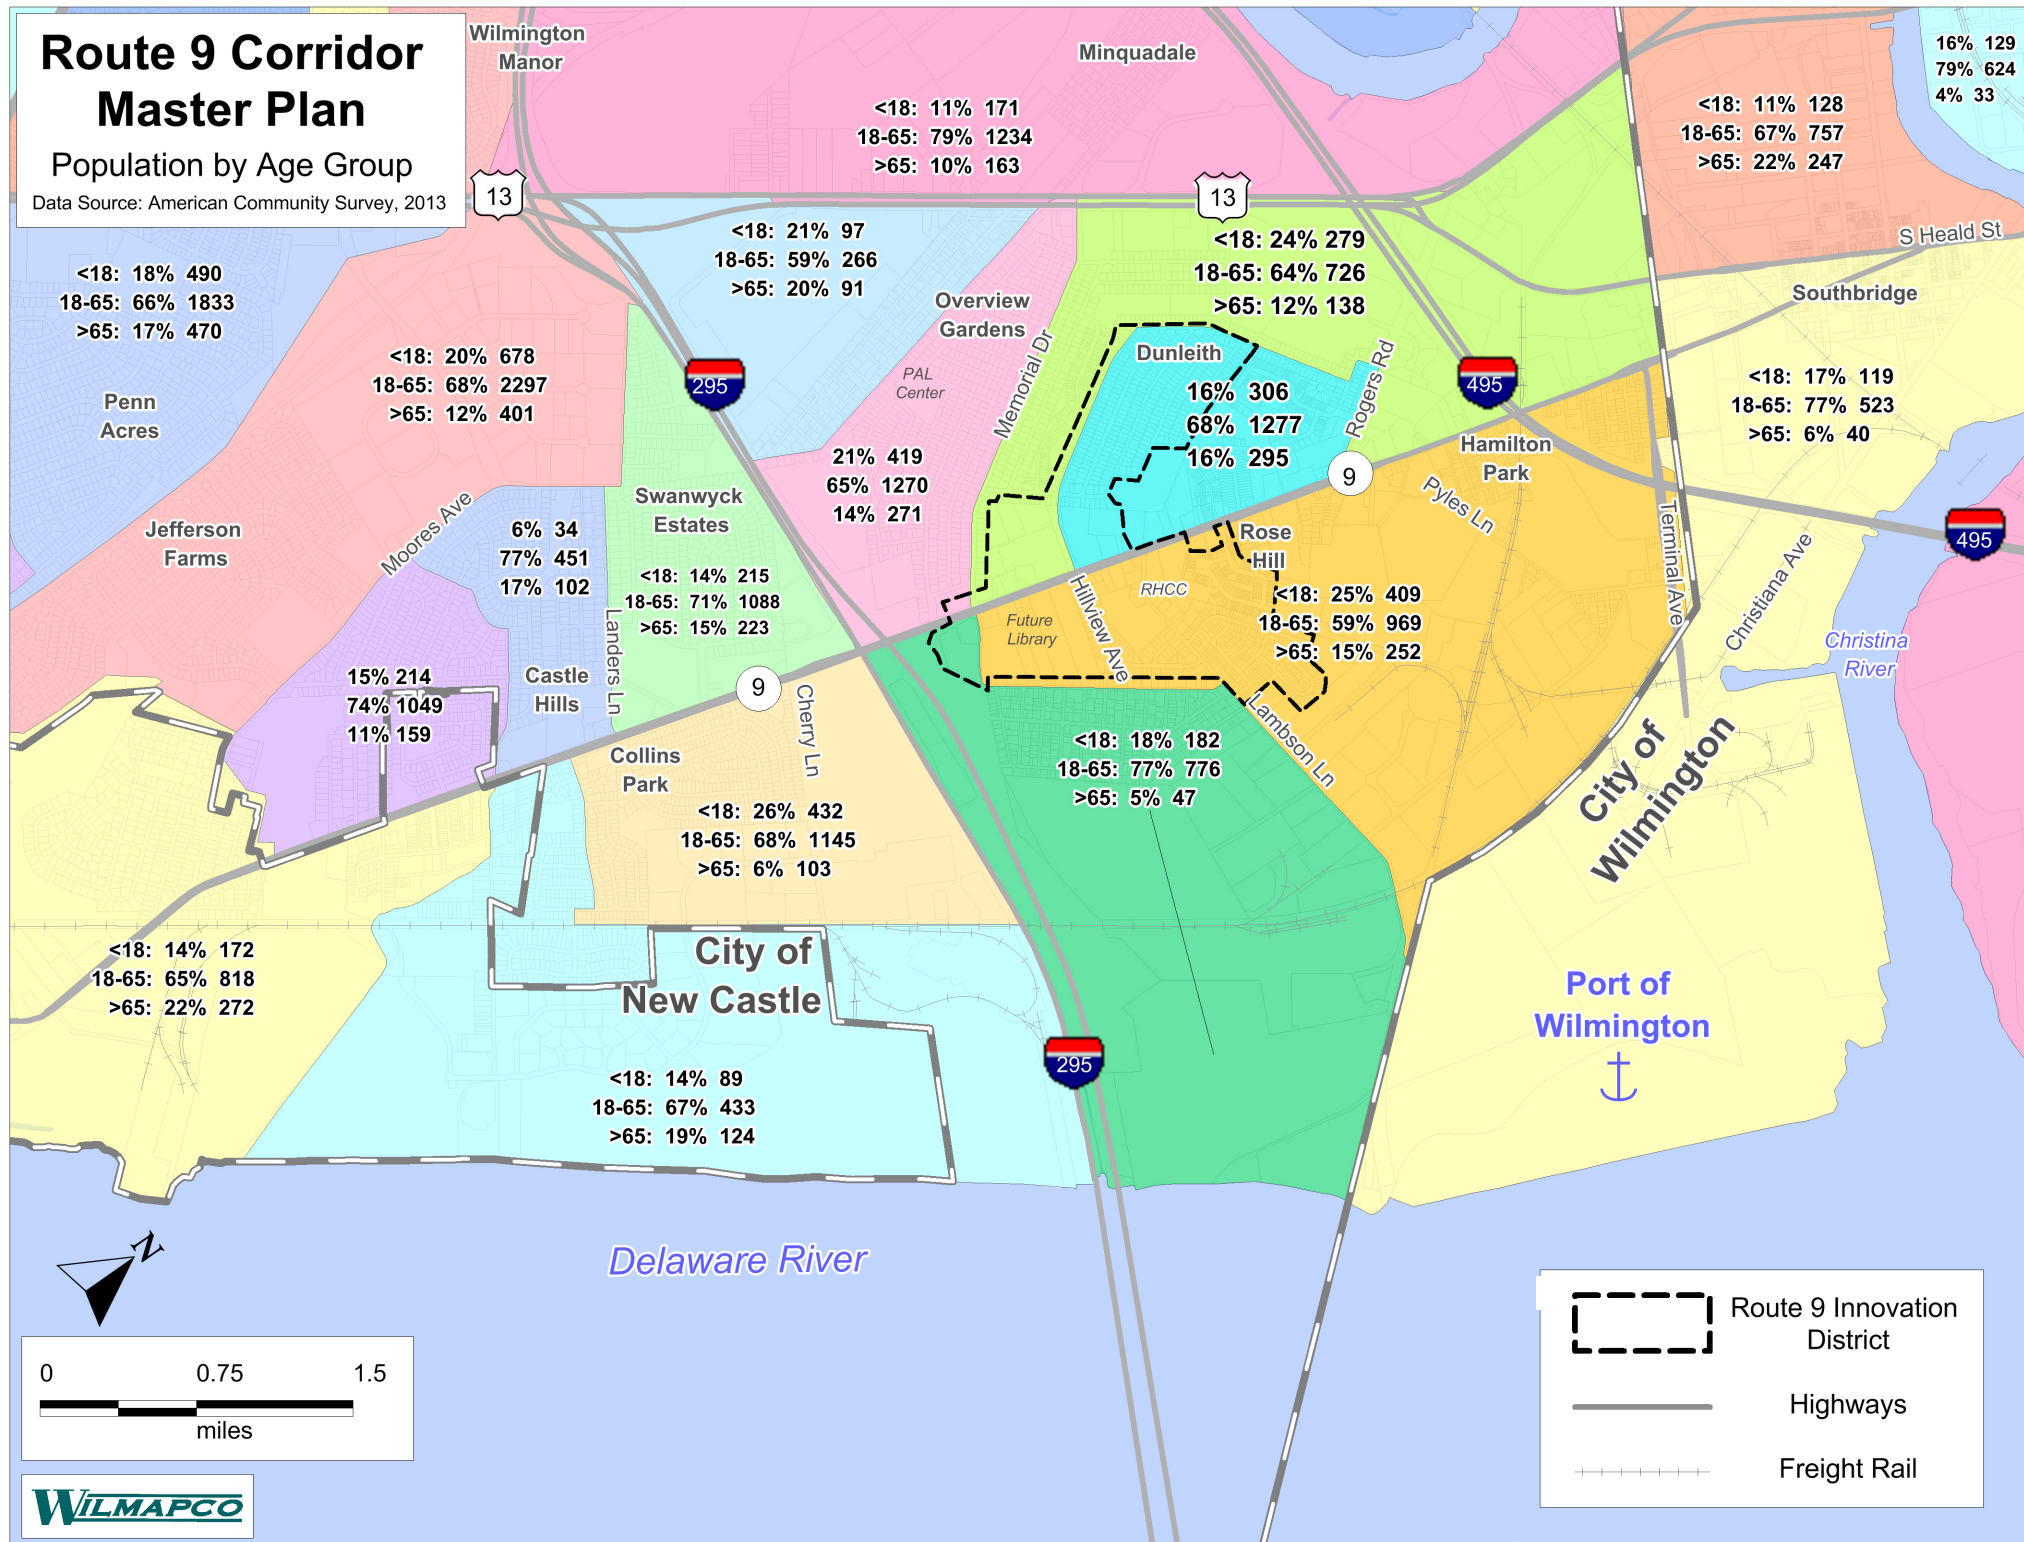 Route 9 Corridor
Master Plan
Population by Age Group
Data Source: American Community Survey, 2013
Wilmington
Manor
Minquadale
<18: 11% 171
18-65: 79% 1234
>65: 10% 163
16% 129
79% 624
4% 33
<18: 11% 128
18-65: 67% 757
>65: 22% 247
13
13
S Heald St
<18: 18% 490
18-65: 66% 1833
>65: 17% 470
<18: 21% 97
18-65: 59% 266
>65: 20% 91
<18: 24% 279
18-65: 64% 726
>65: 12% 138
Overview
Gardens
Southbridge
<18: 20% 678
18-65: 68% 2297
>65: 12% 401
295
PAL
Center
Memorial Dr
Dunleith
16% 306
68% 1277
16% 295
Rogers Rd
495
<18: 17% 119
18-65: 77% 523
>65: 6% 40
Penn
Acres
21% 419
65% 1270
14% 271
9
Hamilton
Park
Pyles Ln
Swanwyck
Estates
Jefferson
Farms
Moores Ave
6% 34
77% 451
17% 102
<18: 14% 215
18-65: 71% 1088
>65: 15% 223
Landers Ln
Rose
Hill
RHCC
Future
Library
Hillview Ave
<18: 25% 409
18-65: 59% 969
>65: 15% 252
Terminal Ave
Christiana Ave
495
Christina
River
15% 214
74% 1049
11% 159
Castle
Hills
9
Cherry Ln
Collins
Park
<18: 18% 182
18-65: 77% 776
>65: 5% 47
Lambson Ln
City of
Wilmington
<18: 26% 432
18-65: 68% 1145
>65: 6% 103
<18: 14% 172
18-65: 65% 818
>65: 22% 272
City of
New Castle
Port of
Wilmington
295
<18: 14% 89
18-65: 67% 433
>65: 19% 124
Delaware River
N
0 0.75 1.5
miles
WILMAPCO
Route 9 Innovation
District
Highways
Freight Rail